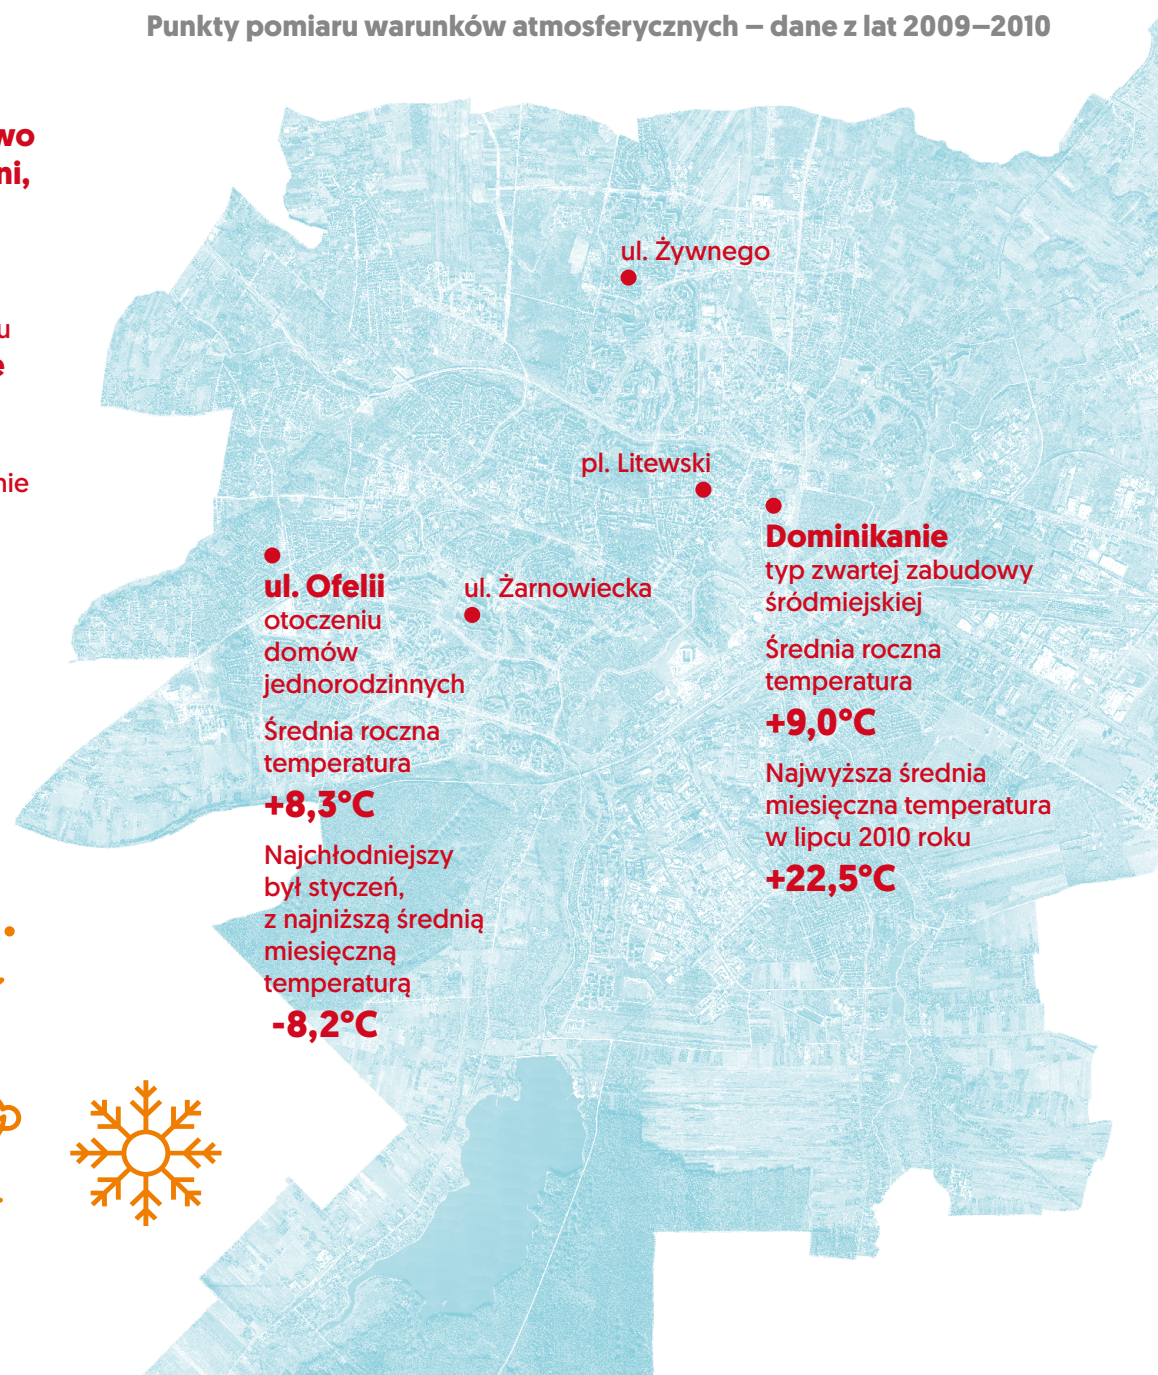 Punkty pomiaru warunków atmosferycznych – dane z lat 2009–2010
ul. Żywnego
pl. Litewski
Dominikanie
typ zwartej zabudowy
śródmiejskiej
Średnia roczna
temperatura
+9,0°C
Najwyższa średnia
miesięczna temperatura
w lipcu 2010 roku
+22,5°C
ul. Żarnowiecka
ul. Ofelii
otoczeniu
domów
jednorodzinnych
Średnia roczna
temperatura
+8,3°C
Najchłodniejszy
był styczeń,
z najniższą średnią
miesięczną
temperaturą
-8,2°C